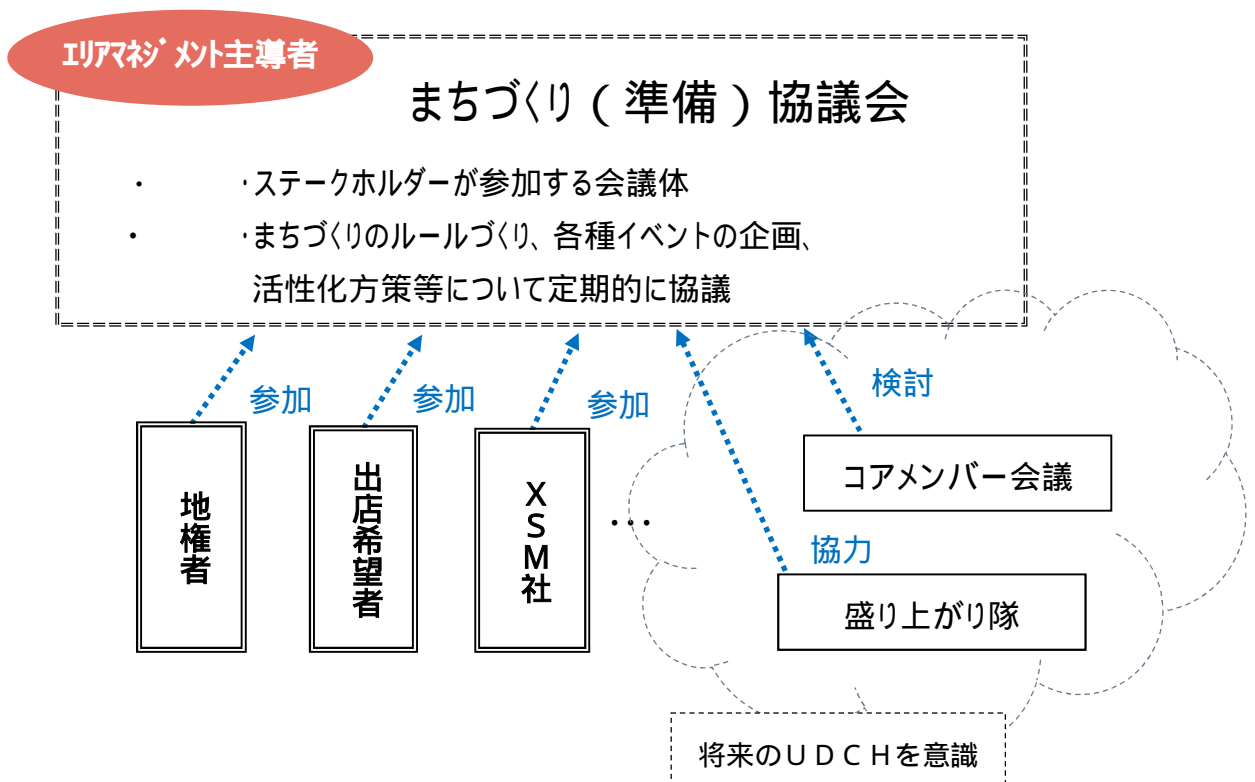 ｴﾘｱﾏﾈｼﾞﾒﾝﾄ主導者
まちづくり（準備）協議会
・ ･ステークホルダーが参加する会議体
・ ･まちづくりのルールづくり、各種イベントの企画、
活性化方策等について定期的に協議
参加
参加
参加
検討
地権者
出店希望者
ＸＳＭ社
･･･
コアメンバー会議
協力
盛り上がり隊
将来のＵＤＣＨを意識